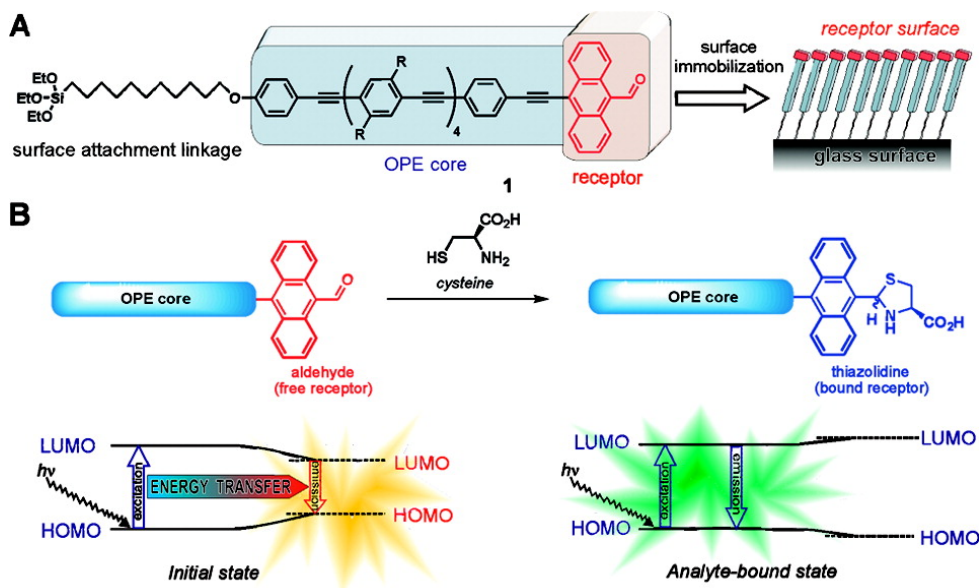 A
EtO
EtO-Si
EtO
O
R
R
4
O
surface attachment linkage
OPE core
receptor
1
surface
immobilization
receptor surface
glass surface
B
OPE core
O
aldehyde
(free receptor)
CO₂H
HS
NH₂
cysteine
OPE core
S
H
N
H
CO₂H
thiazolidine
(bound receptor)
LUMO
hν
HOMO
excitation
ENERGY TRANSFER
emission
LUMO
HOMO
Initial state
LUMO
hν
HOMO
excitation
emission
LUMO
HOMO
Analyte-bound state